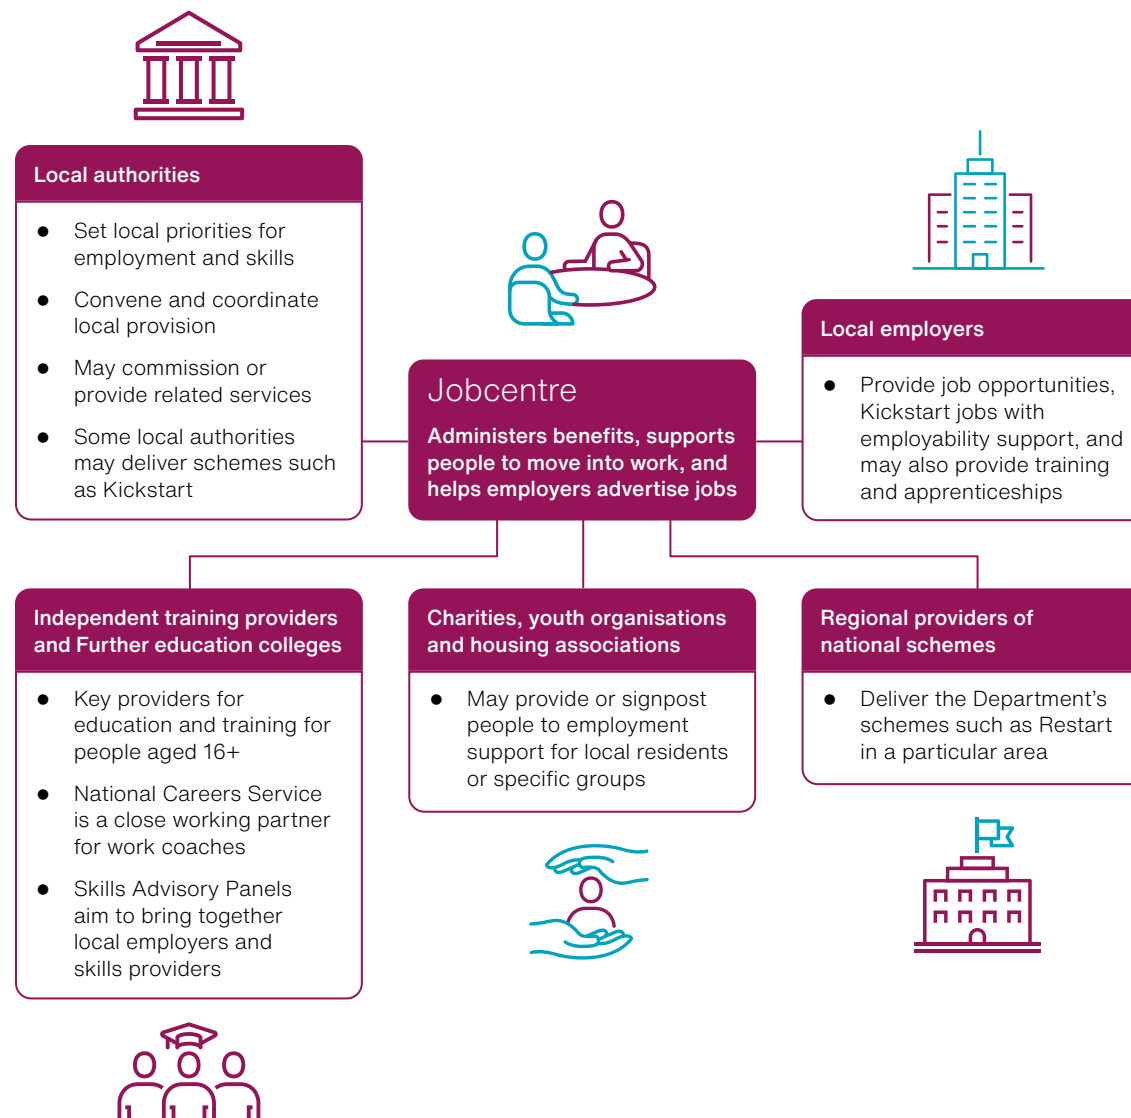 Local authorities
● Set local priorities for
employment and skills
● Convene and coordinate
local provision
● May commission or
provide related services
● Some local authorities
may deliver schemes such
as Kickstart
Jobcentre
Administers benefits, supports
people to move into work, and
helps employers advertise jobs
Local employers
● Provide job opportunities,
Kickstart jobs with
employability support, and
may also provide training
and apprenticeships
Independent training providers
and Further education colleges
● Key providers for
education and training for
people aged 16+
● National Careers Service
is a close working partner
for work coaches
● Skills Advisory Panels
aim to bring together
local employers and
skills providers
Charities, youth organisations
and housing associations
● May provide or signpost
people to employment
support for local residents
or specific groups
Regional providers of
national schemes
● Deliver the Department’s
schemes such as Restart
in a particular area